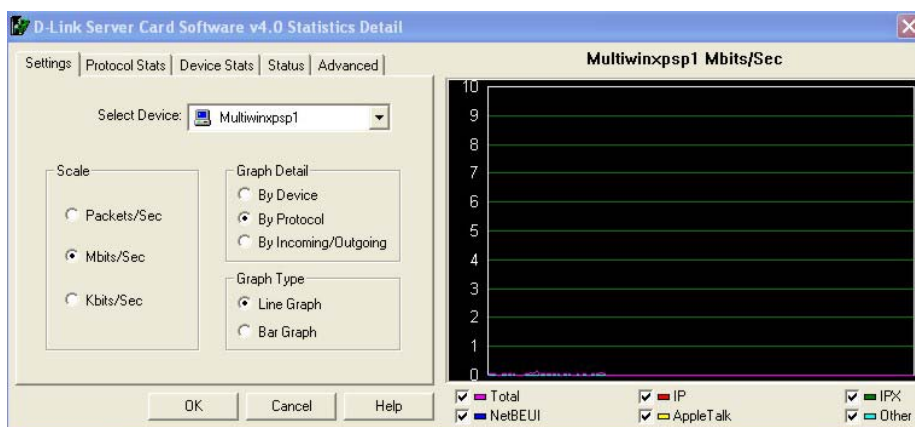 D-Link Server Card Software v4.0 Statistics Detail
Settings Protocol Stats Device Stats Status Advanced
Select Device: Multiwinxpsp1
Scale
Packets/Sec
Mbits/Sec
Kbits/Sec
Graph Detail
By Device
By Protocol
By Incoming/Outgoing
Graph Type
Line Graph
Bar Graph
OK Cancel Help
Multiwinxpsp1 Mbits/Sec
10
9
8
7
6
5
4
3
2
1
0
Total IP IPX
NetBEUI AppleTalk Other